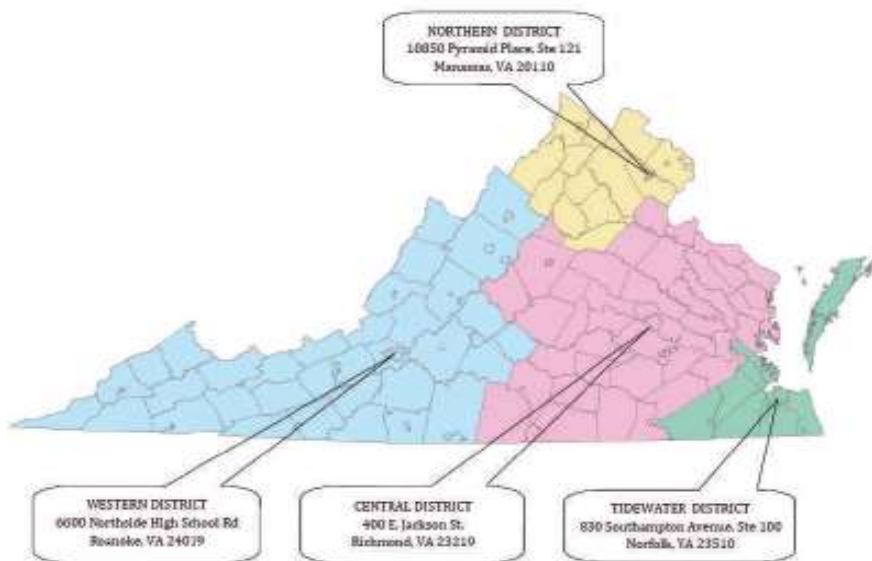 NORTHERN DISTRICT
10850 Pyramid Place, Ste 121
Manassas, VA 20110
WESTERN DISTRICT
6600 Northside High School Rd
Roanoke, VA 24019
CENTRAL DISTRICT
400 E. Jackson St.
Richmond, VA 23219
TIDEWATER DISTRICT
830 Southampton Avenue, Ste 100
Norfolk, VA 23510